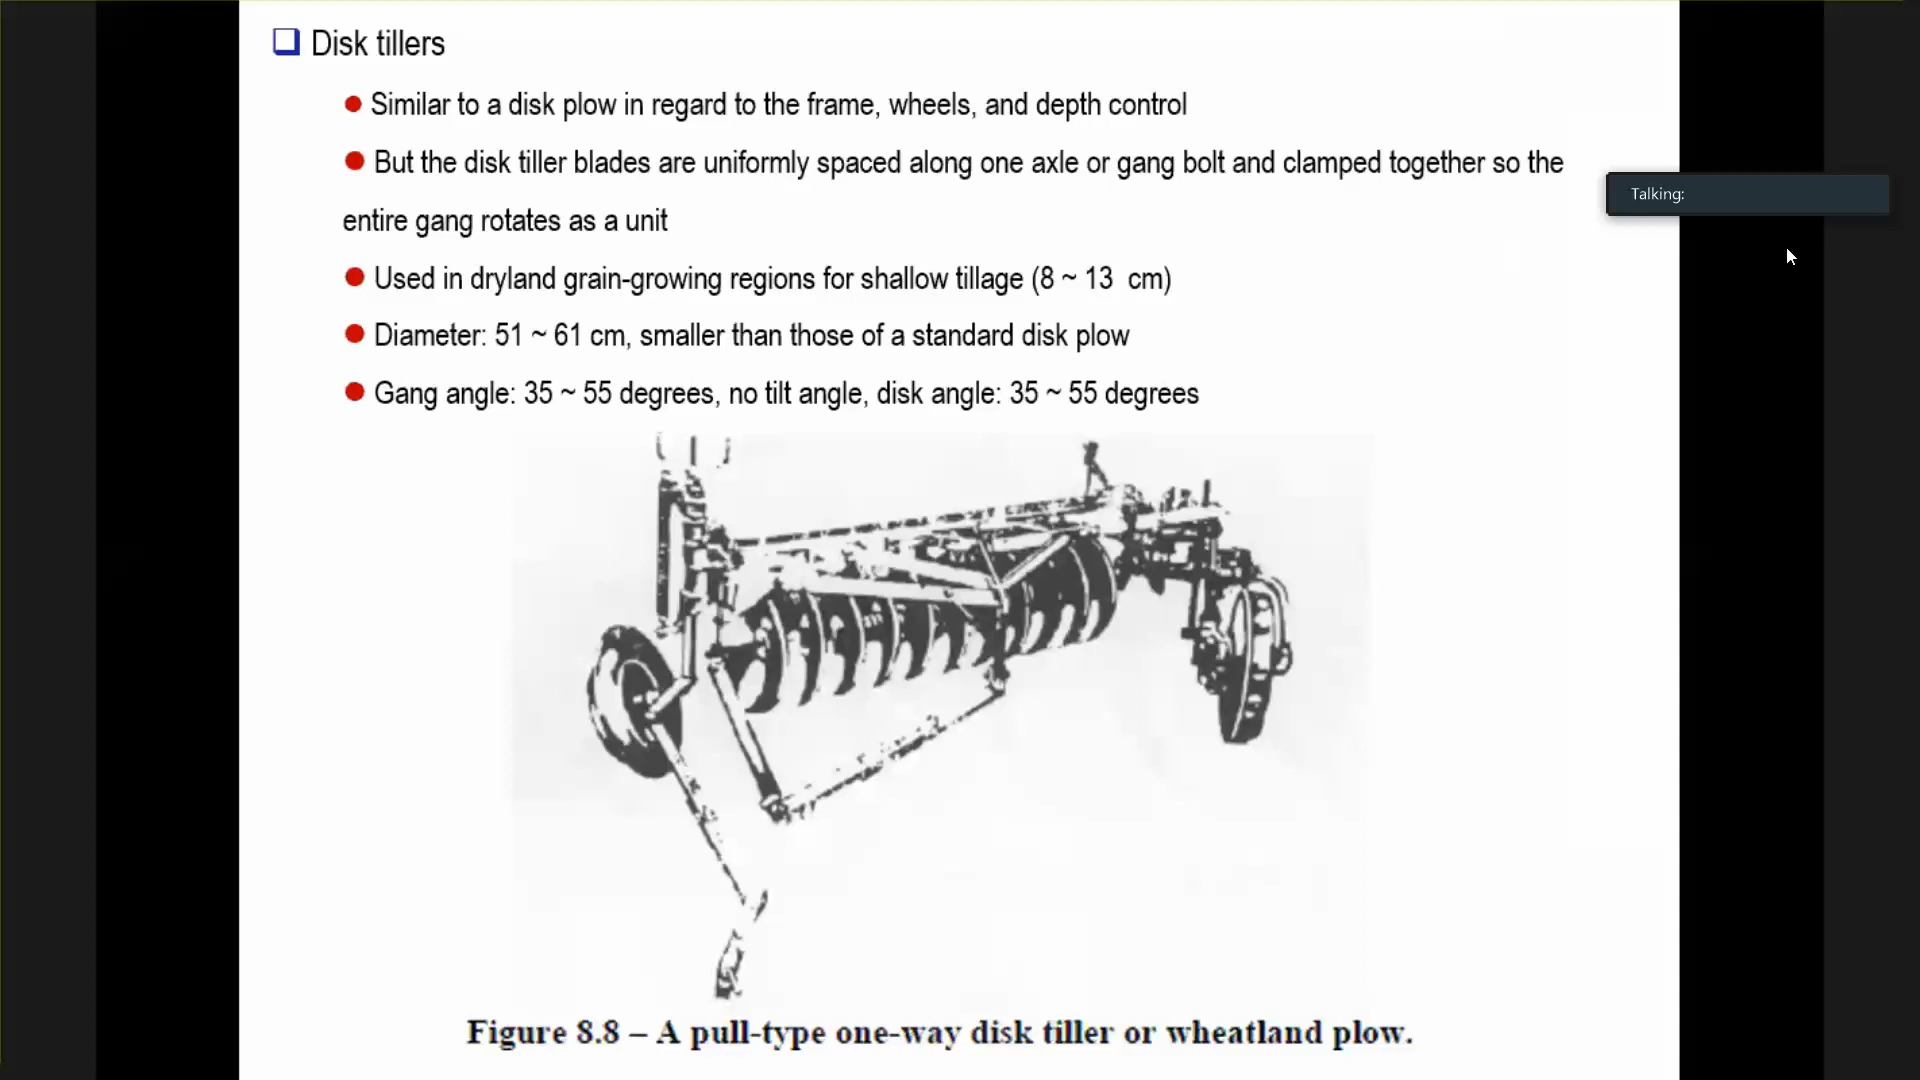 Disk tillers
Similar to a disk plow in regard to the frame, wheels, and depth control
But the disk tiller blades are uniformly spaced along one axle or gang bolt and clamped together so the
entire gang rotates as a unit
Talking:
Used in dryland grain-growing regions for shallow tillage (8 ~ 13 cm)
Diameter: 51 ~ 61 cm, smaller than those of a standard disk plow
Gang angle: 35 ~ 55 degrees, no tilt angle, disk angle: 35 ~ 55 degrees
Figure 8.8 – A pull-type one-way disk tiller or wheatland plow.